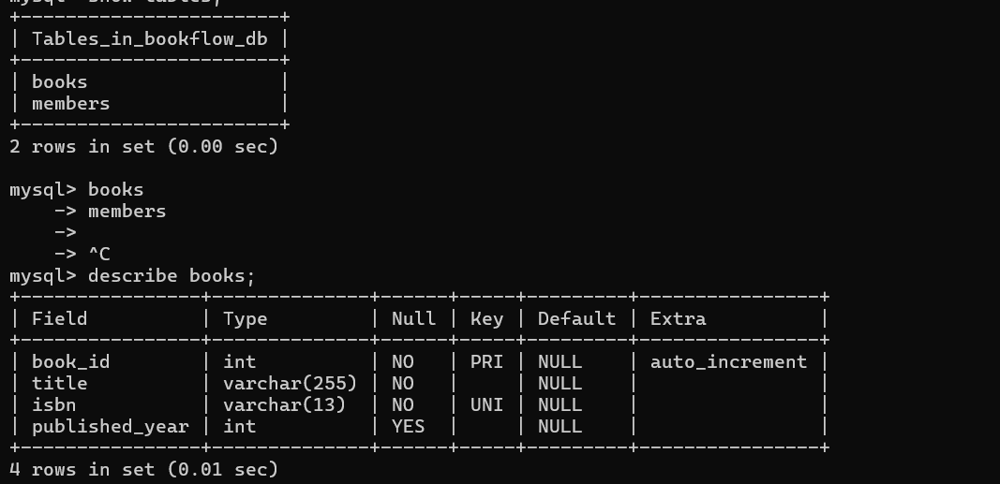 mysql> show tables;
+-----------------------+
| Tables_in_bookflow_db |
+-----------------------+
| books                 |
| members               |
+-----------------------+
2 rows in set (0.00 sec)

mysql> books
    -> members
    ->
    -> ^C
mysql> describe books;
+----------------+--------------+------+-----+---------+----------------+
| Field          | Type         | Null | Key | Default | Extra          |
+----------------+--------------+------+-----+---------+----------------+
| book_id        | int          | NO   | PRI | NULL    | auto_increment |
| title          | varchar(255) | NO   |     | NULL    |                |
| isbn           | varchar(13)  | NO   | UNI | NULL    |                |
| published_year | int          | YES  |     | NULL    |                |
+----------------+--------------+------+-----+---------+----------------+
4 rows in set (0.01 sec)